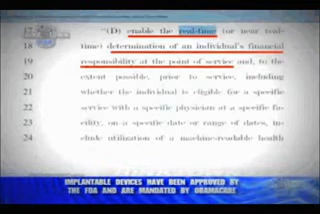 17 "(D) enable the real-time (or near real-
18 time) determination of an individual's financial
19 responsibility at the point of service and, to the
20 extent possible, prior to service, including
21 whether the individual is eligible for a specific
22 service with a specific physician at a specific fa-
23 cility, on a specific date or range of dates, in-
24 clude utilization of a machine-readable health
IMPLANTABLE DEVICES HAVE BEEN APPROVED BY
THE FDA AND ARE MANDATED BY OBAMACARE